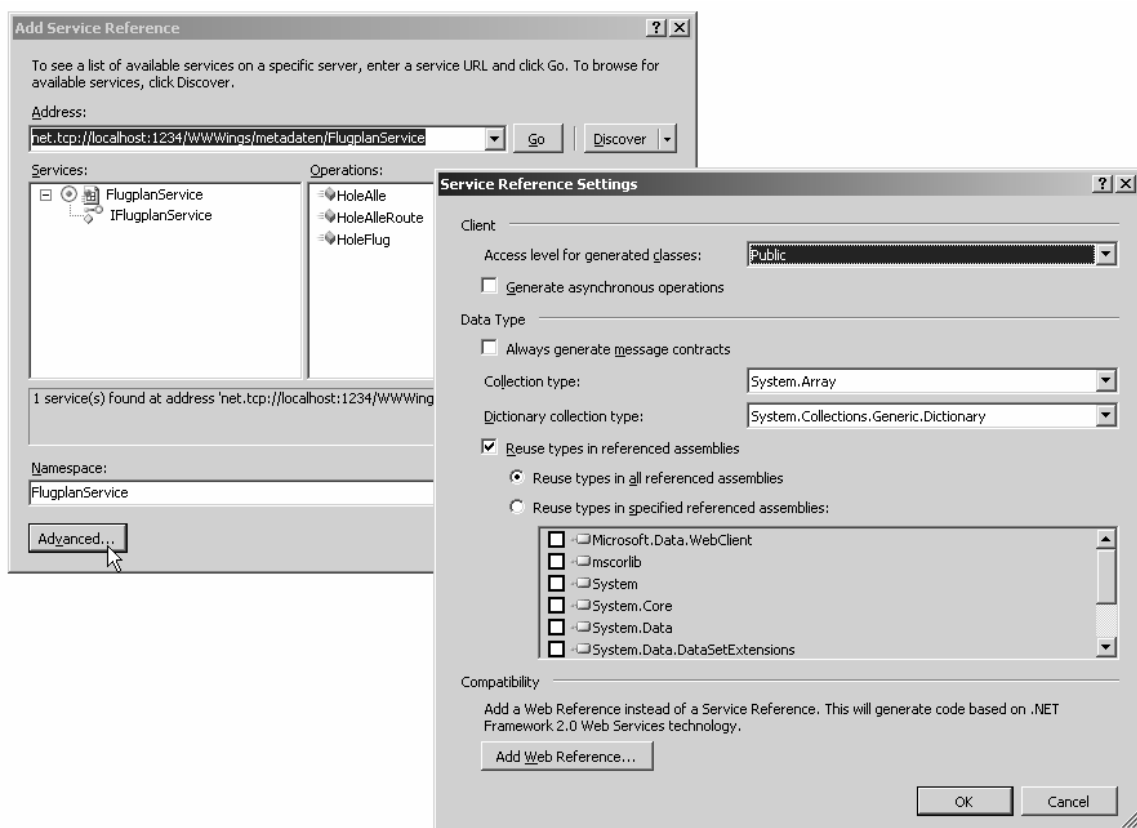 Add Service Reference
To see a list of available services on a specific server, enter a service URL and click Go. To browse for
available services, click Discover.
Address:
net.tcp://localhost:1234/WWWings/metadaten/FlugplanService
Go
Discover
Services:
Operations:
FlugplanService
IFlugplanService
HoleAlle
HoleAlleRoute
HoleFlug
1 service(s) found at address 'net.tcp://localhost:1234/WWWing
Namespace:
FlugplanService
Advanced...
Service Reference Settings
Client
Access level for generated classes:
Public
Generate asynchronous operations
Data Type
Always generate message contracts
Collection type:
System.Array
Dictionary collection type:
System.Collections.Generic.Dictionary
Reuse types in referenced assemblies
Reuse types in all referenced assemblies
Reuse types in specified referenced assemblies:
Microsoft.Data.WebClient
mscorlib
System
System.Core
System.Data
System.Data.DataSetExtensions
Compatibility
Add a Web Reference instead of a Service Reference. This will generate code based on .NET
Framework 2.0 Web Services technology.
Add Web Reference...
OK
Cancel